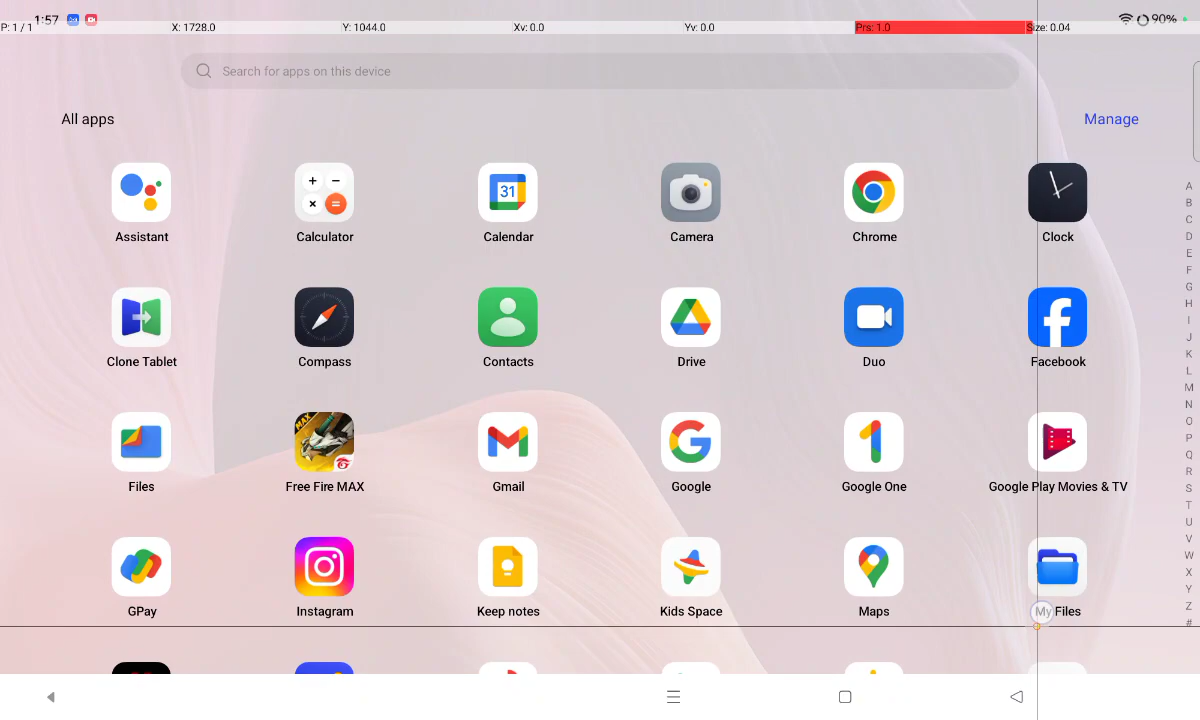 1:57
90%
P: 1 / 1
X: 1728.0
Y: 1044.0
Xv: 0.0
Yv: 0.0
Prs: 1.0
Size: 0.04
Search for apps on this device
All apps
Manage
31
Assistant
Calculator
Calendar
Camera
Chrome
Clock
Clone Tablet
Compass
Contacts
Drive
Duo
Facebook
MAX
Files
Free Fire MAX
Gmail
Google
Google One
Google Play Movies & TV
GPay
Instagram
Keep notes
Kids Space
Maps
My Files
A
B
C
D
E
F
G
H
I
J
K
L
M
N
O
P
Q
R
S
T
U
V
W
X
Y
Z
#